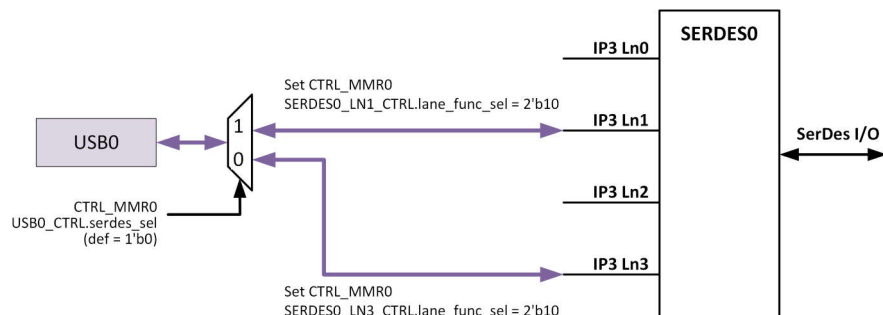 SERDES0
IP3 Ln0
Set CTRL_MMR0
SERDES0_LN1_CTRL.lane_func_sel = 2'b10
IP3 Ln1
USB0
1
0
SerDes I/O
IP3 Ln2
CTRL_MMR0
USB0_CTRL.serdes_sel
(def = 1'b0)
IP3 Ln3
Set CTRL_MMR0
SERDES0_LN3_CTRL.lane_func_sel = 2'b10